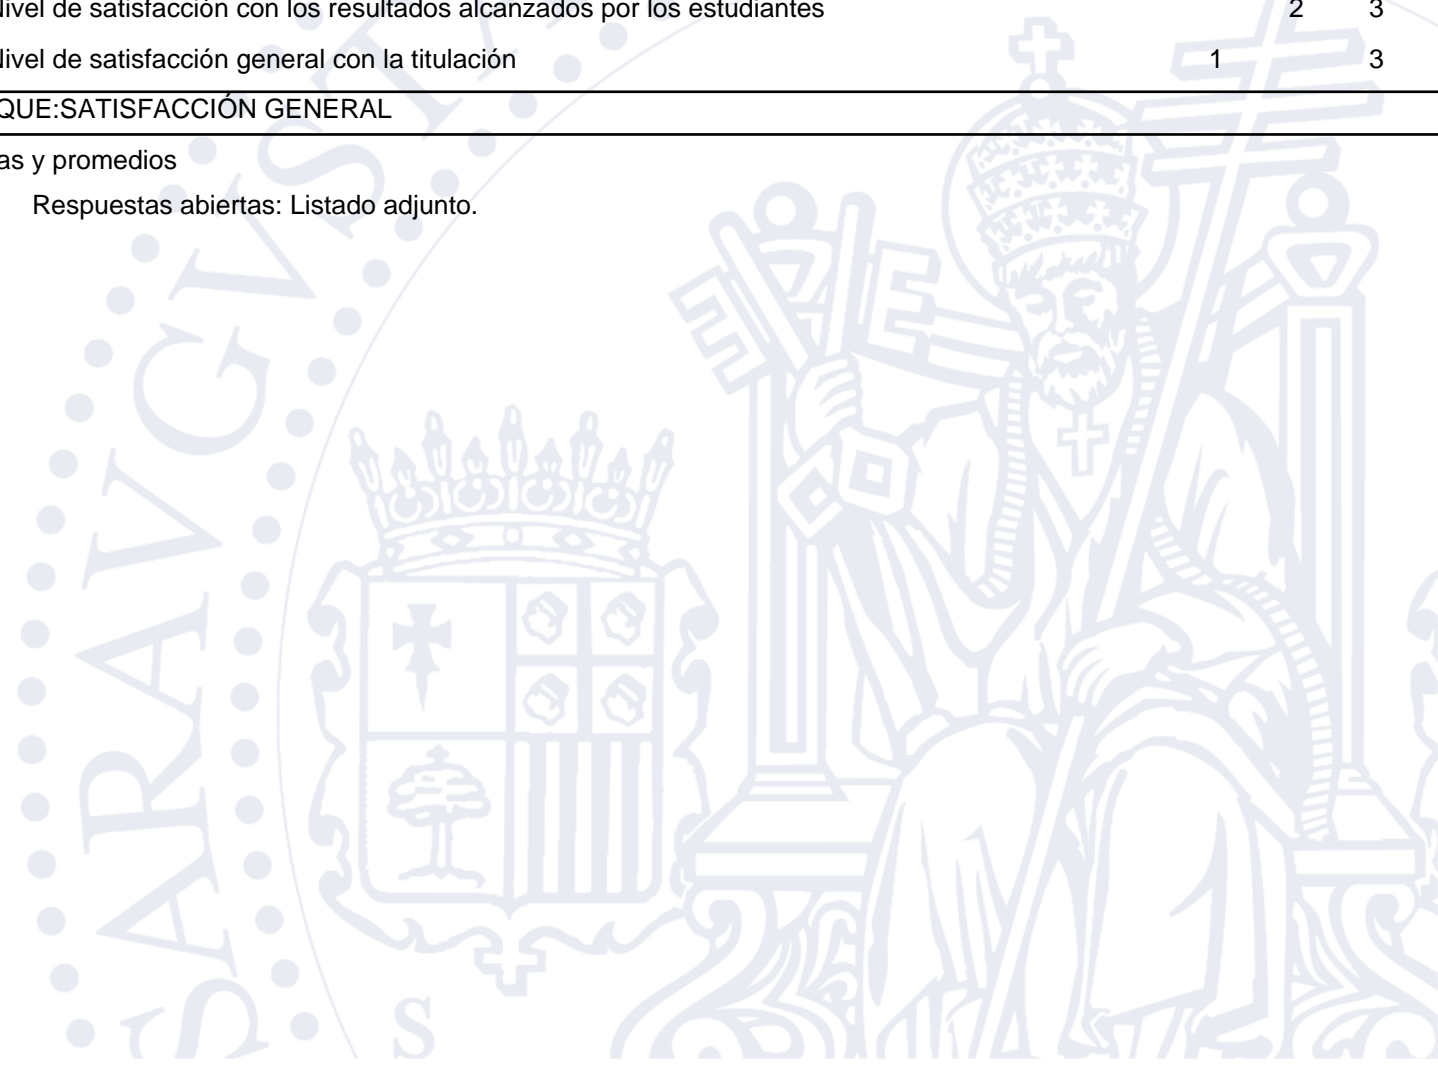 Nivel de satisfacción con los resultados alcanzados por los estudiantes 2 3
Nivel de satisfacción general con la titulación 1 3
QUE:SATISFACCIÓN GENERAL
as y promedios
Respuestas abiertas: Listado adjunto.
SARAVGVSTA
S